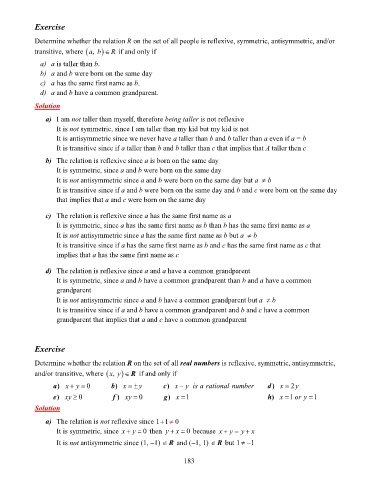 Exercise
Determine whether the relation R on the set of all people is reflexive, symmetric, antisymmetric, and/or
transitive, where (a, b) ∈ R if and only if
a) a is taller than b.
b) a and b were born on the same day
c) a has the same first name as b.
d) a and b have a common grandparent.
Solution
a) I am not taller than myself, therefore being taller is not reflexive
It is not symmetric, since I am taller than my kid but my kid is not
It is antisymmetric since we never have a taller than b and b taller than a even if a = b
It is transitive since if a taller than b and b taller than c that implies that A taller then c
b) The relation is reflexive since a is born on the same day
It is symmetric, since a and b were born on the same day
It is not antisymmetric since a and b were born on the same day but a ≠ b
It is transitive since if a and b were born on the same day and b and c were born on the same day
that implies that a and c were born on the same day
c) The relation is reflexive since a has the same first name as a
It is symmetric, since a has the same first name as b than b has the same first name as a
It is not antisymmetric since a has the same first name as b but a ≠ b
It is transitive since if a has the same first name as b and c has the same first name as c that
implies that a has the same first name as c
d) The relation is reflexive since a and a have a common grandparent
It is symmetric, since a and b have a common grandparent than b and a have a common
grandparent
It is not antisymmetric since a and b have a common grandparent but a ≠ b
It is transitive since if a and b have a common grandparent and b and c have a common
grandparent that implies that a and c have a common grandparent
Exercise
Determine whether the relation R on the set of all real numbers is reflexive, symmetric, antisymmetric,
and/or transitive, where (x, y) ∈ R if and only if
a) x + y = 0 b) x = ±y c) x − y is a rational number d) x = 2y
e) xy ≥ 0 f) xy = 0 g) x = 1 h) x = 1 or y = 1
Solution
a) The relation is not reflexive since 1 + 1 ≠ 0
It is symmetric, since x + y = 0 then y + x = 0 because x + y = y + x
It is not antisymmetric since (1, −1) ∈ R and (−1, 1) ∈ R but 1 ≠ −1
183